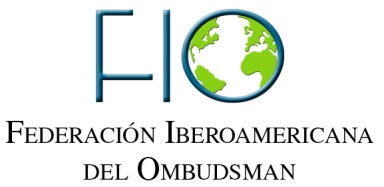 FIO
FEDERACIÓN IBEROAMERICANA
DEL OMBUDSMAN